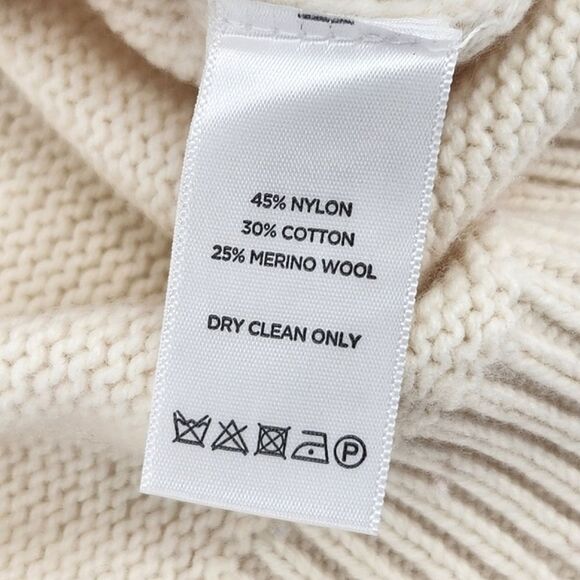 45% NYLON
30% COTTON
25% MERINO WOOL
DRY CLEAN ONLY
P